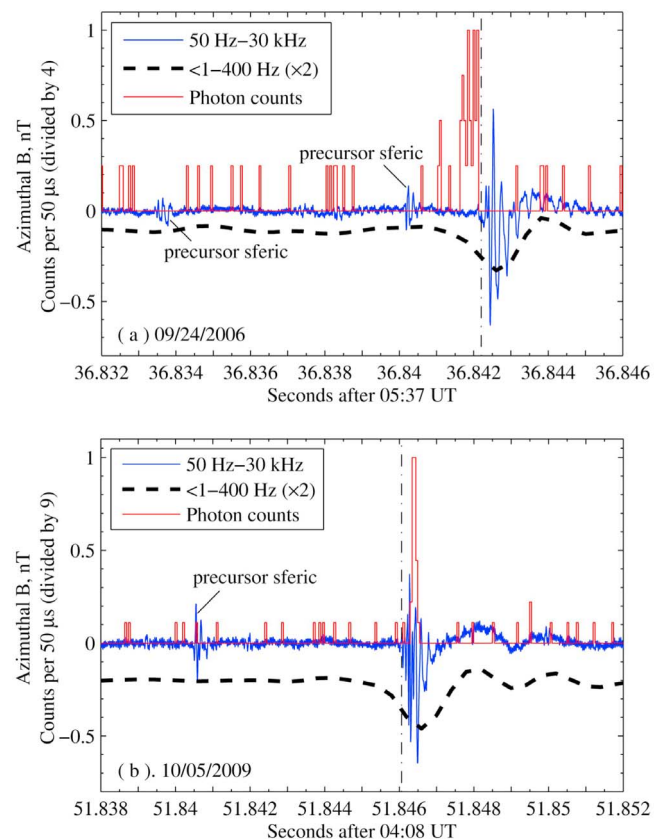 50 Hz−30 kHz
<1−400 Hz (×2)
Photon counts
precursor sferic
precursor sferic
( a ) 09/24/2006
1
0.5
0
−0.5
Azimuthal B, nT
Counts per 50 μs (divided by 4)
36.832 36.834 36.836 36.838 36.84 36.842 36.844 36.846
Seconds after 05:37 UT
50 Hz−30 kHz
<1−400 Hz (×2)
Photon counts
precursor sferic
( b ). 10/05/2009
1
0.5
0
−0.5
Azimuthal B, nT
Counts per 50 μs (divided by 9)
51.838 51.84 51.842 51.844 51.846 51.848 51.85 51.852
Seconds after 04:08 UT